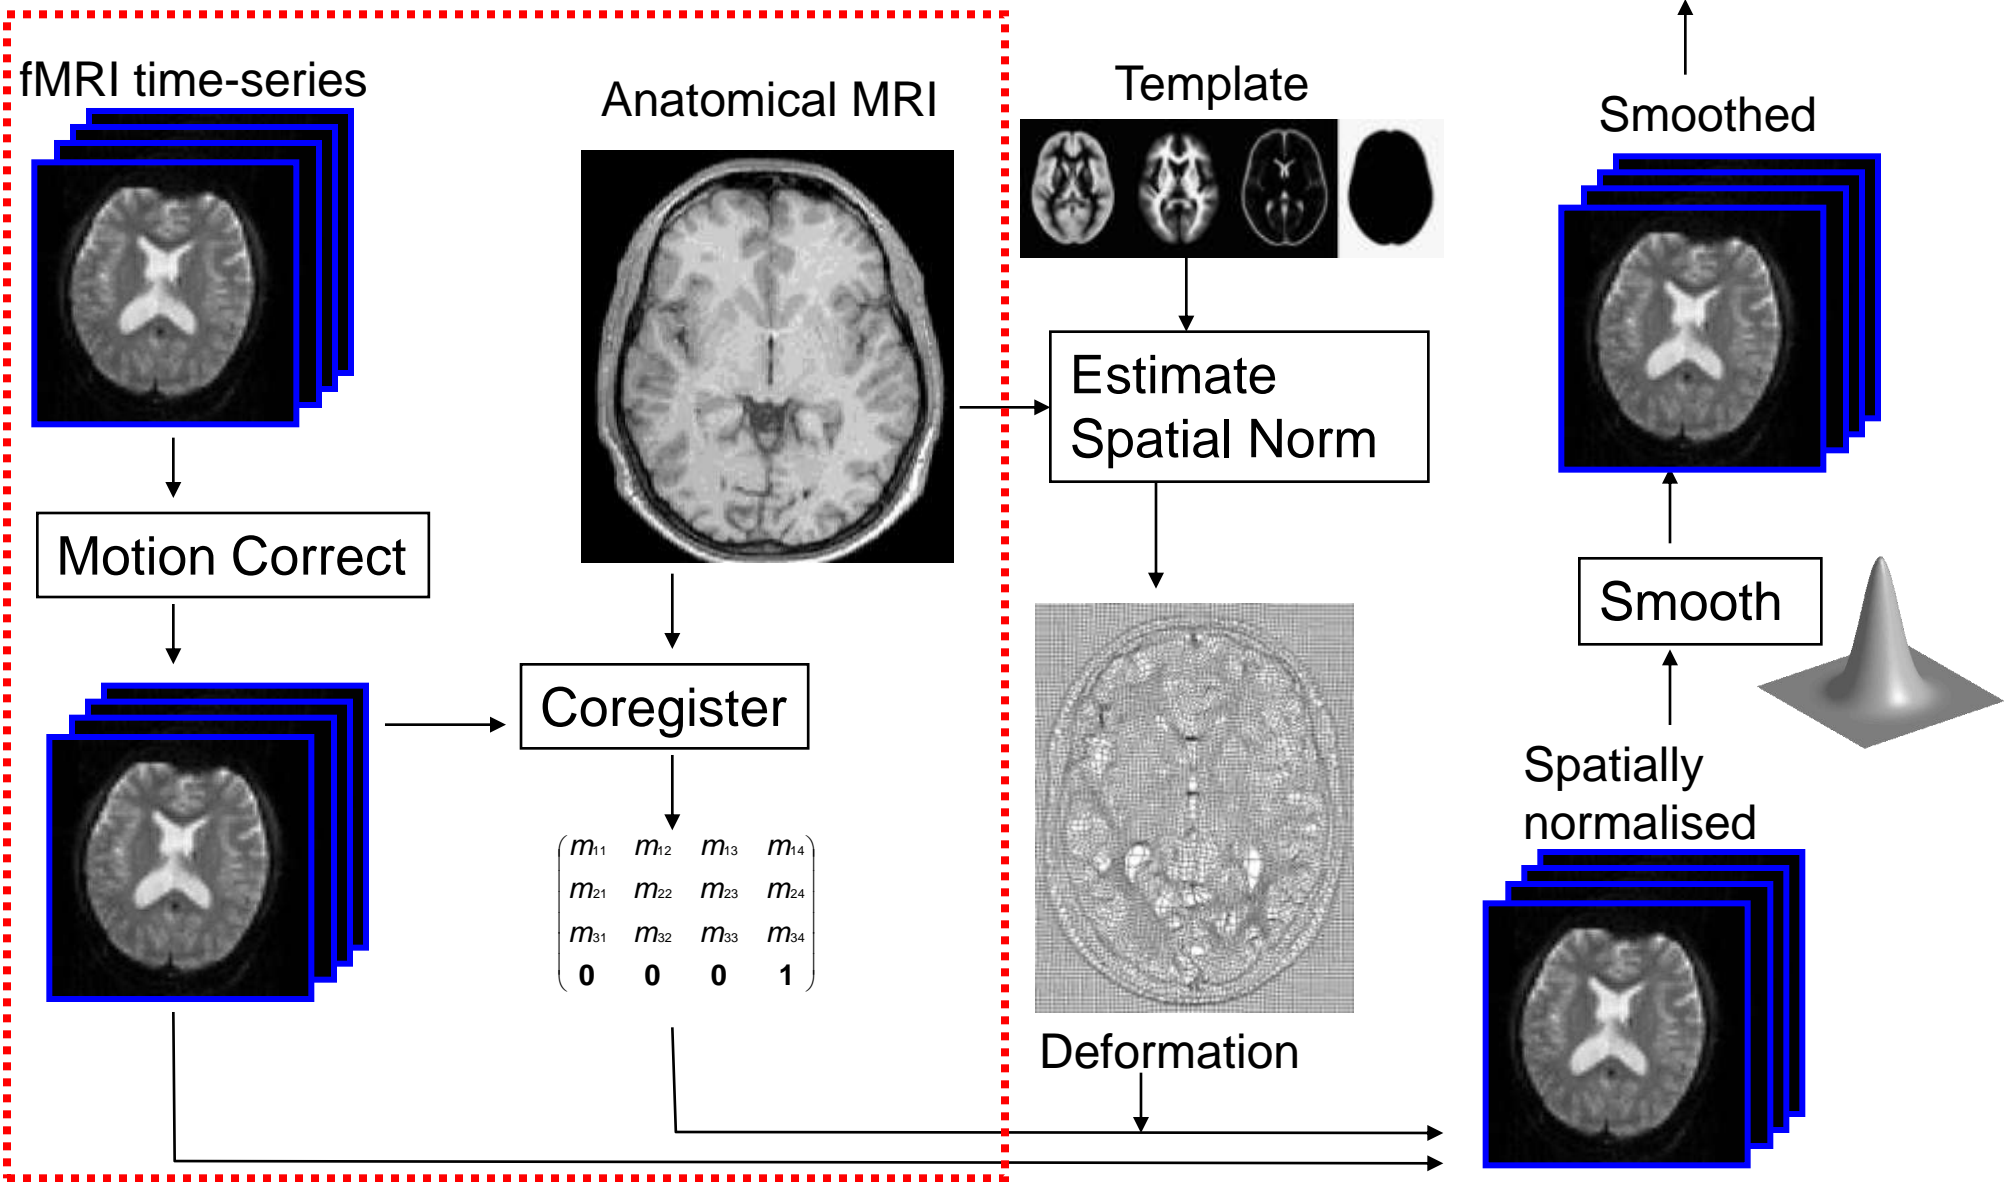 fMRI time-series
Anatomical MRI
Template
Smoothed
Estimate
Spatial Norm
Motion Correct
Smooth
Coregister
Spatially
normalised
m11 m12 m13 m14
m21 m22 m23 m24
m31 m32 m33 m34
0 0 0 1
Deformation